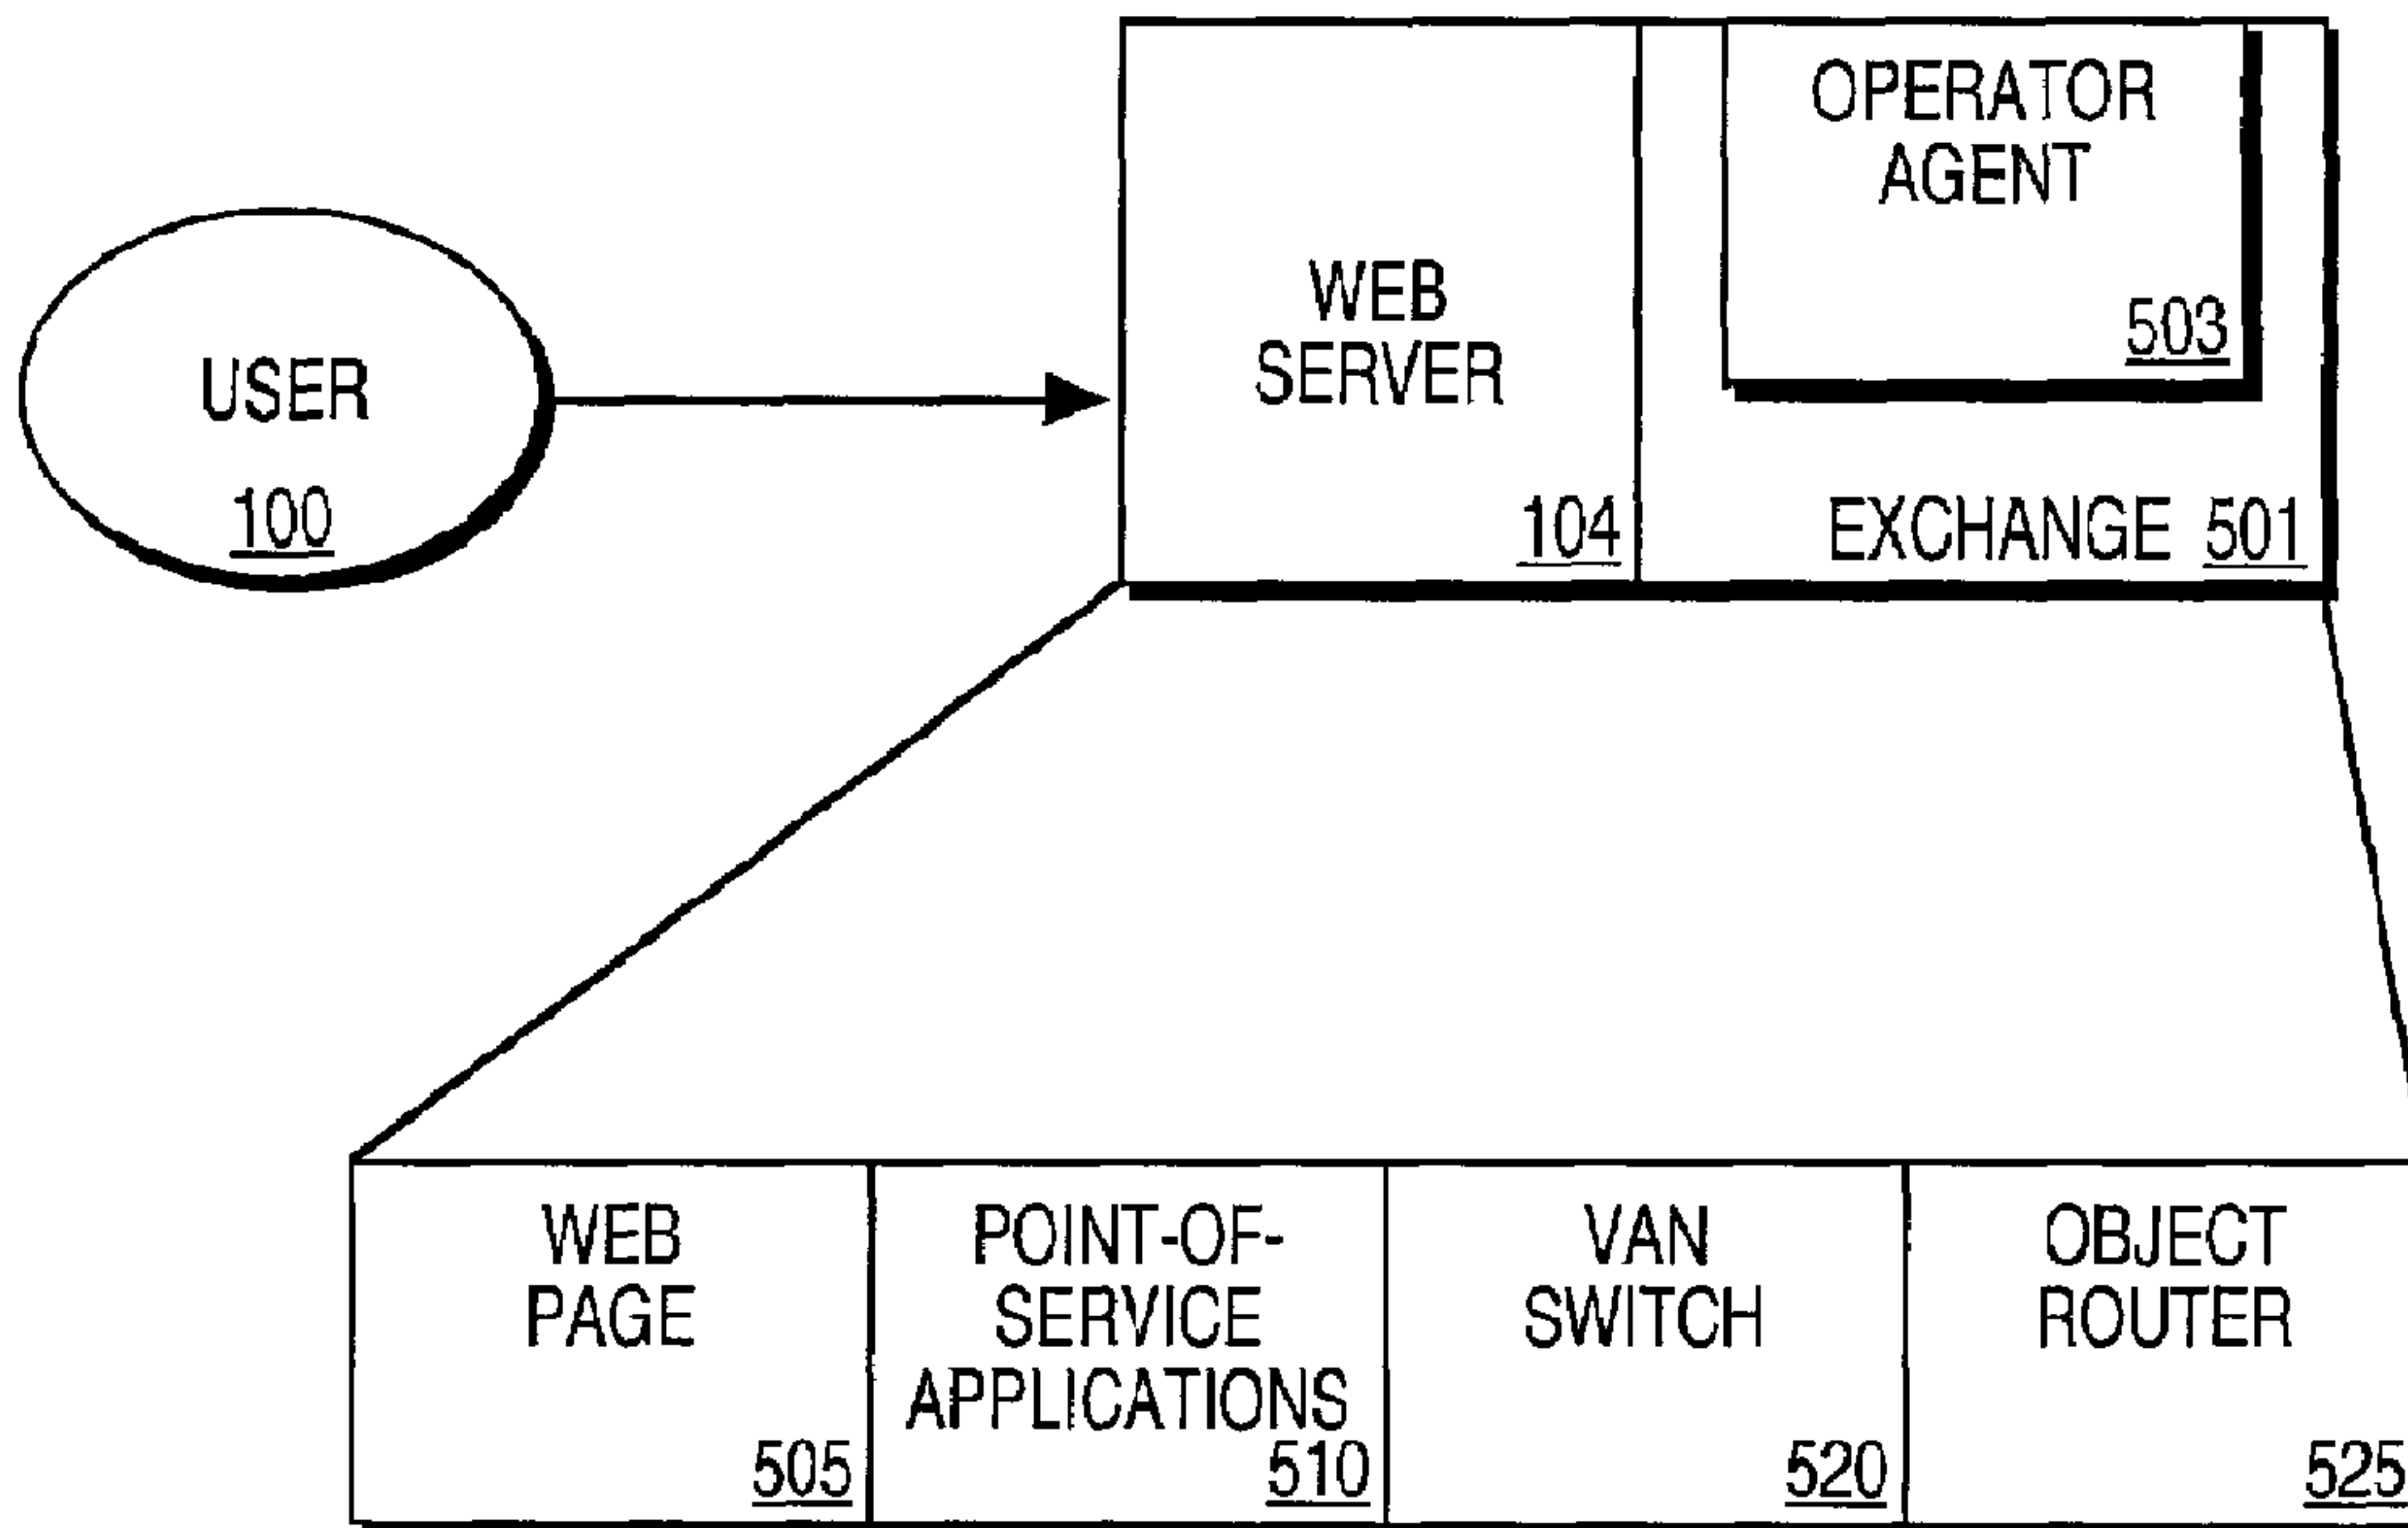 USER
100
WEB
SERVER
104
OPERATOR
AGENT
503
EXCHANGE 501
WEB
PAGE
505
POINT-OF-
SERVICE
APPLICATIONS
510
VAN
SWITCH
520
OBJECT
ROUTER
525